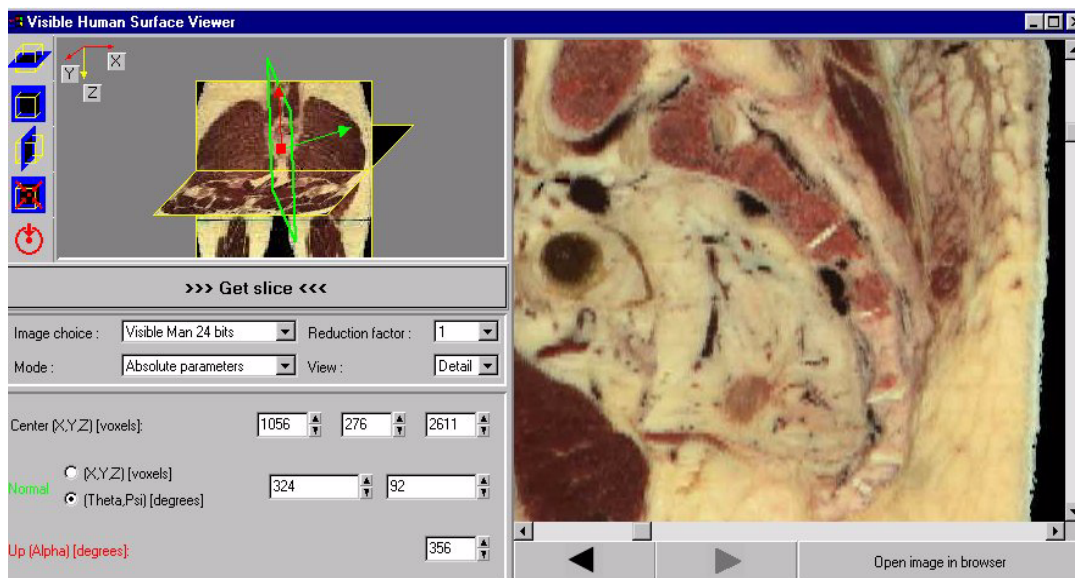 Visible Human Surface Viewer
X
Y
Z
>>> Get slice <<<
Image choice : Visible Man 24 bits Reduction factor : 1
Mode : Absolute parameters View : Detail
Center (X,Y,Z) [voxels]: 1056 276 2611
(X,Y,Z) [voxels]
Normal 324 92
(Theta,Psi) [degrees]
Up (Alpha) [degrees]: 356
Open image in browser